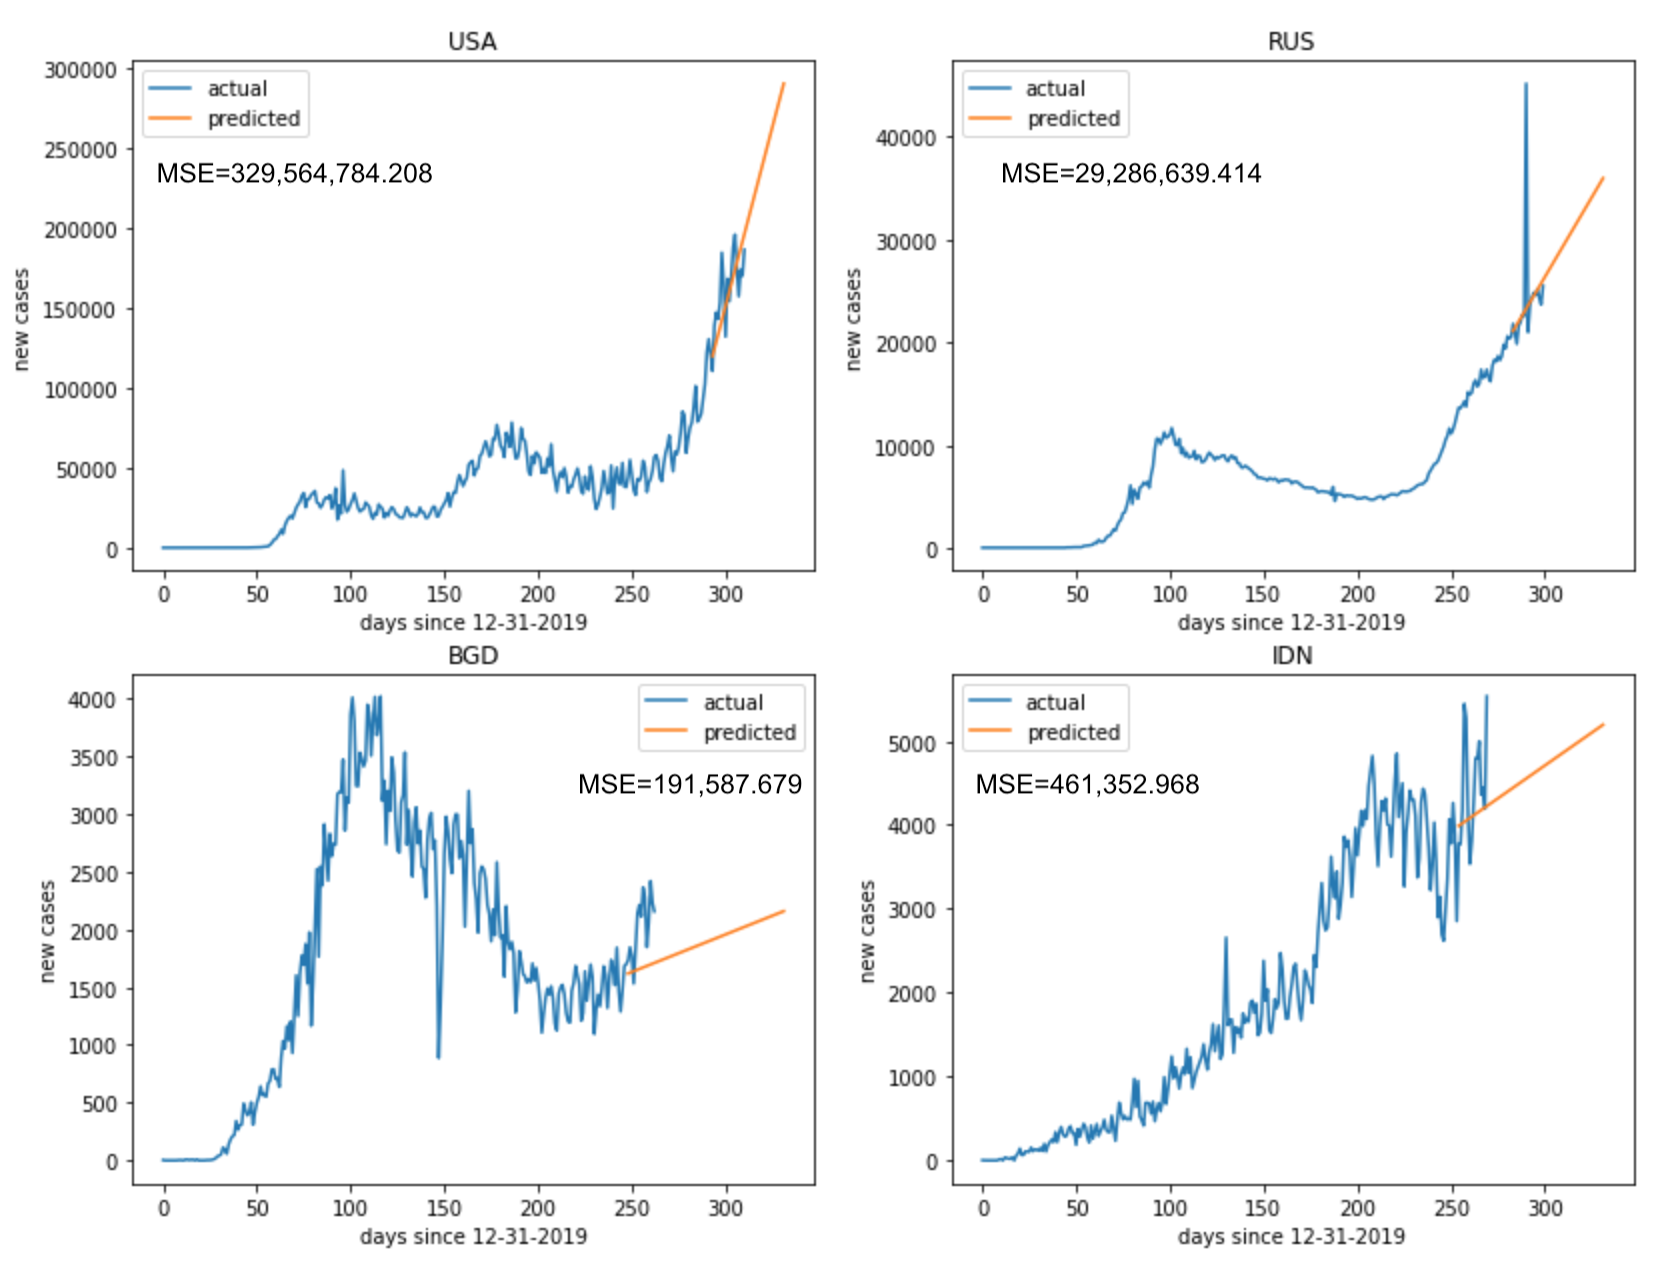 USA
300000
250000
200000
150000
100000
50000
0
new cases
actual
predicted
MSE=329,564,784.208
0 50 100 150 200 250 300
days since 12-31-2019
RUS
40000
30000
20000
10000
0
new cases
actual
predicted
MSE=29,286,639.414
0 50 100 150 200 250 300
days since 12-31-2019
BGD
4000
3500
3000
2500
2000
1500
1000
500
0
new cases
actual
predicted
MSE=191,587.679
0 50 100 150 200 250 300
days since 12-31-2019
IDN
5000
4000
3000
2000
1000
0
new cases
actual
predicted
MSE=461,352.968
0 50 100 150 200 250 300
days since 12-31-2019